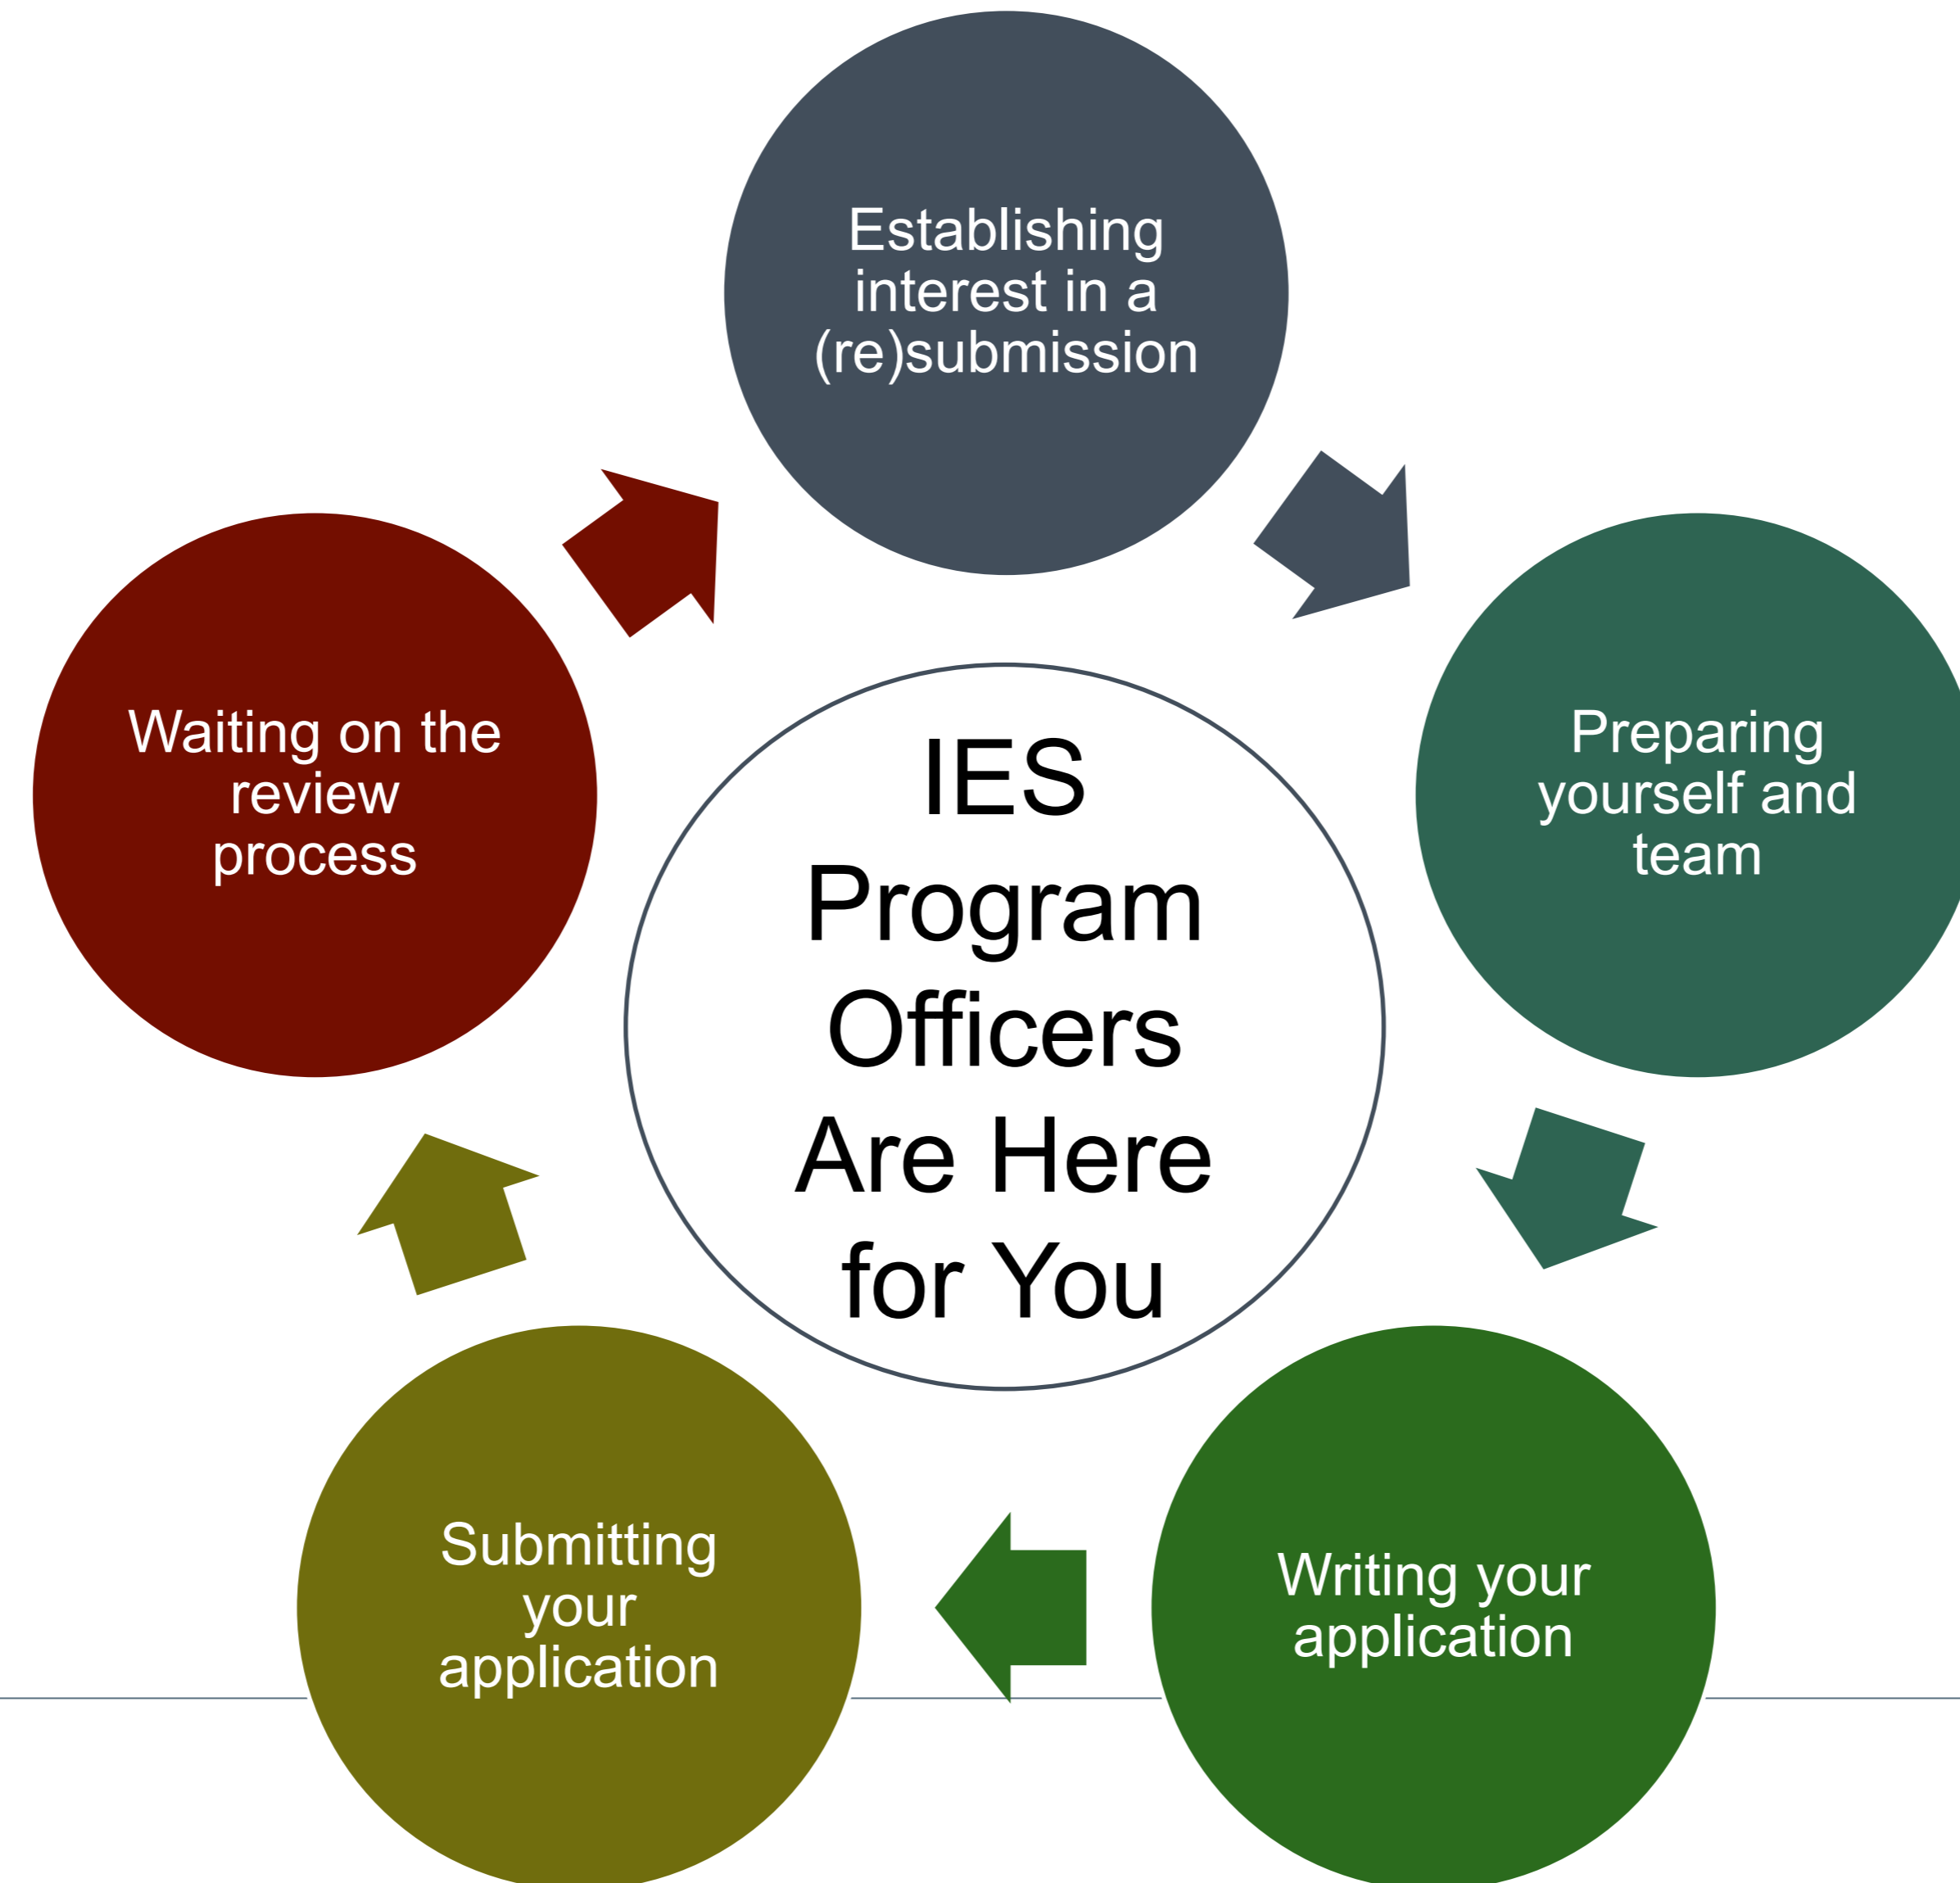 Establishing
interest in a
(re)submission
Preparing
yourself and
team
Writing your
application
Submitting
your
application
Waiting on the
review
process
IES
Program
Officers
Are Here
for You